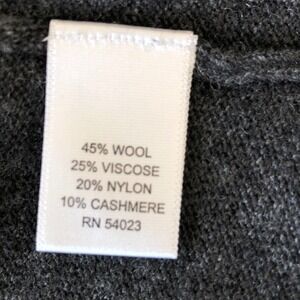 45% WOOL
25% VISCOSE
20% NYLON
10% CASHMERE
RN 54023